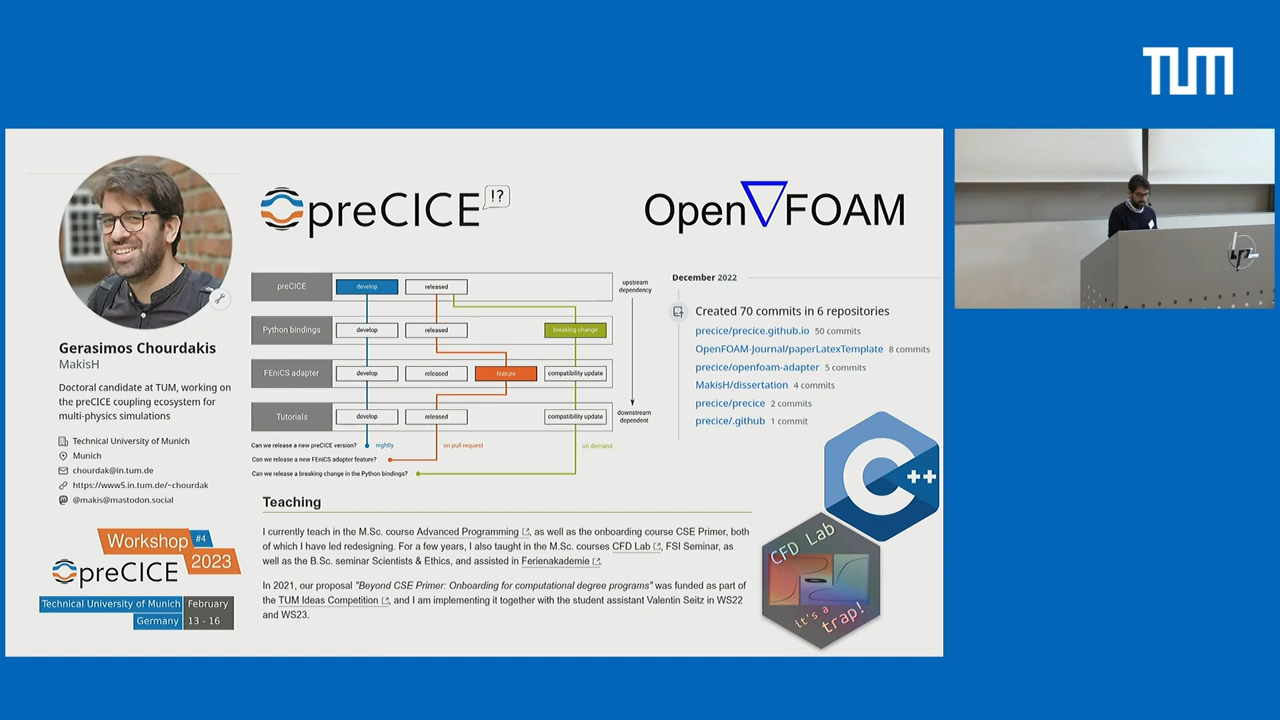 TUM
preCICE !?
OpenVFOAM
Gerasimos Chourdakis
MakisH
Doctoral candidate at TUM, working on
the preCICE coupling ecosystem for
multi-physics simulations
Technical University of Munich
Munich
chourdak@in.tum.de
https://www5.in.tum.de/~chourdak
@makis@mastodon.social
Workshop #4
2023
preCICE
Technical University of Munich February
Germany 13 - 16
preCICE develop released
upstream
dependency
Python bindings develop released breaking change
FEniCS adapter develop released feature compatibility update
Tutorials develop released compatibility update
downstream
dependent
Can we release a new preCICE version? nightly on pull request on demand
Can we release a new FEniCS adapter feature?
Can we release a breaking change in the Python bindings?
December 2022
Created 70 commits in 6 repositories
precice/precice.github.io 50 commits
OpenFOAM-Journal/paperLatexTemplate 8 commits
precice/openfoam-adapter 5 commits
MakisH/dissertation 4 commits
precice/precice 2 commits
precice/.github 1 commit
C++
CFD Lab
it's a
trap!
Teaching
I currently teach in the M.Sc. course Advanced Programming, as well as the onboarding course CSE Primer, both
of which I have led redesigning. For a few years, I also taught in the M.Sc. courses CFD Lab, FSI Seminar, as
well as the B.Sc. seminar Scientists & Ethics, and assisted in Ferienakademie.
In 2021, our proposal "Beyond CSE Primer: Onboarding for computational degree programs" was funded as part of
the TUM Ideas Competition, and I am implementing it together with the student assistant Valentin Seitz in WS22
and WS23.